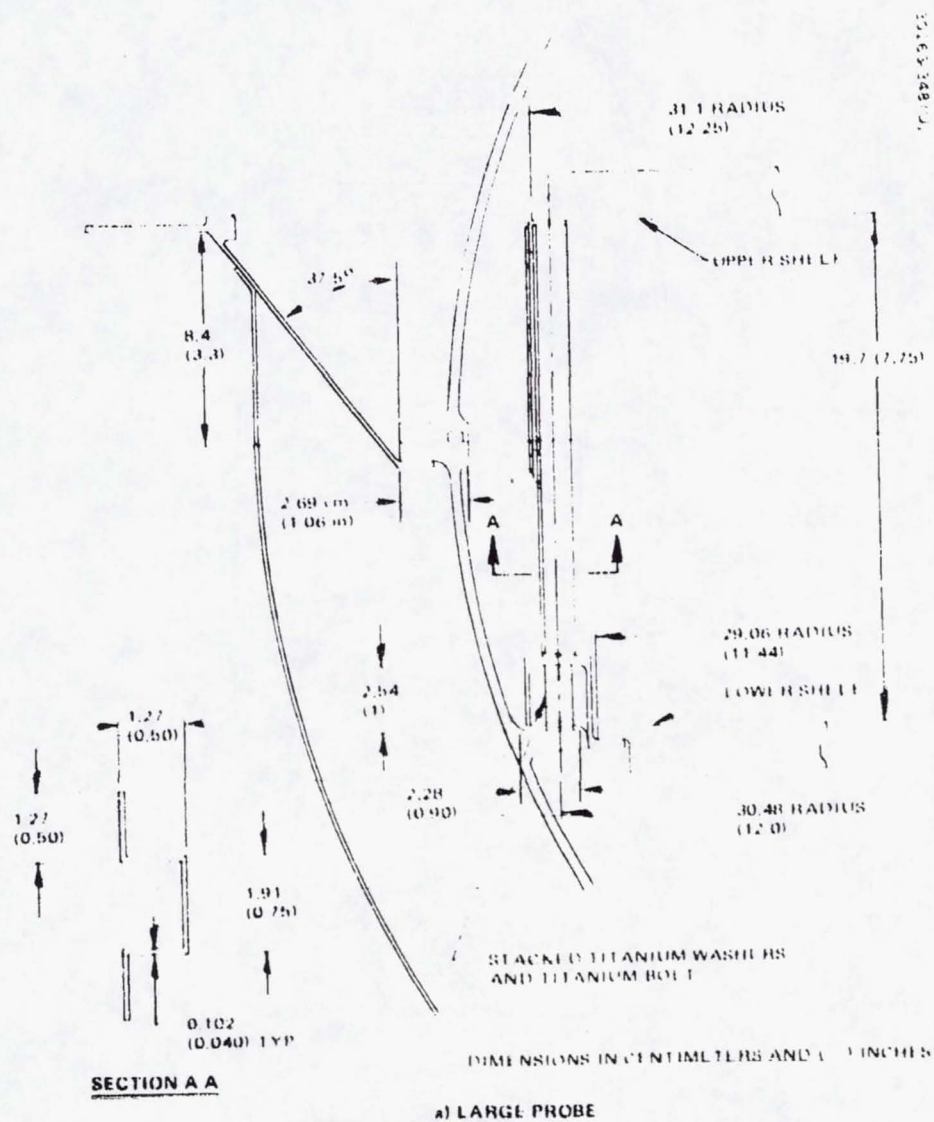 31.1 RADIUS
(12.25)
UPPER SHELF
37.5°
8.4
(3.3)
19.7 (7.75)
2.69 cm
(1.06 in)
A
A
29.06 RADIUS
(11.44)
LOWER SHELF
2.54
(1)
1.27
(0.50)
2.28
(0.90)
30.48 RADIUS
(12.0)
1.27
(0.50)
1.91
(0.75)
STACKED TITANIUM WASHERS
AND TITANIUM BOLT
0.102
(0.040) TYP
DIMENSIONS IN CENTIMETERS AND ( ) INCHES
SECTION A A
a) LARGE PROBE